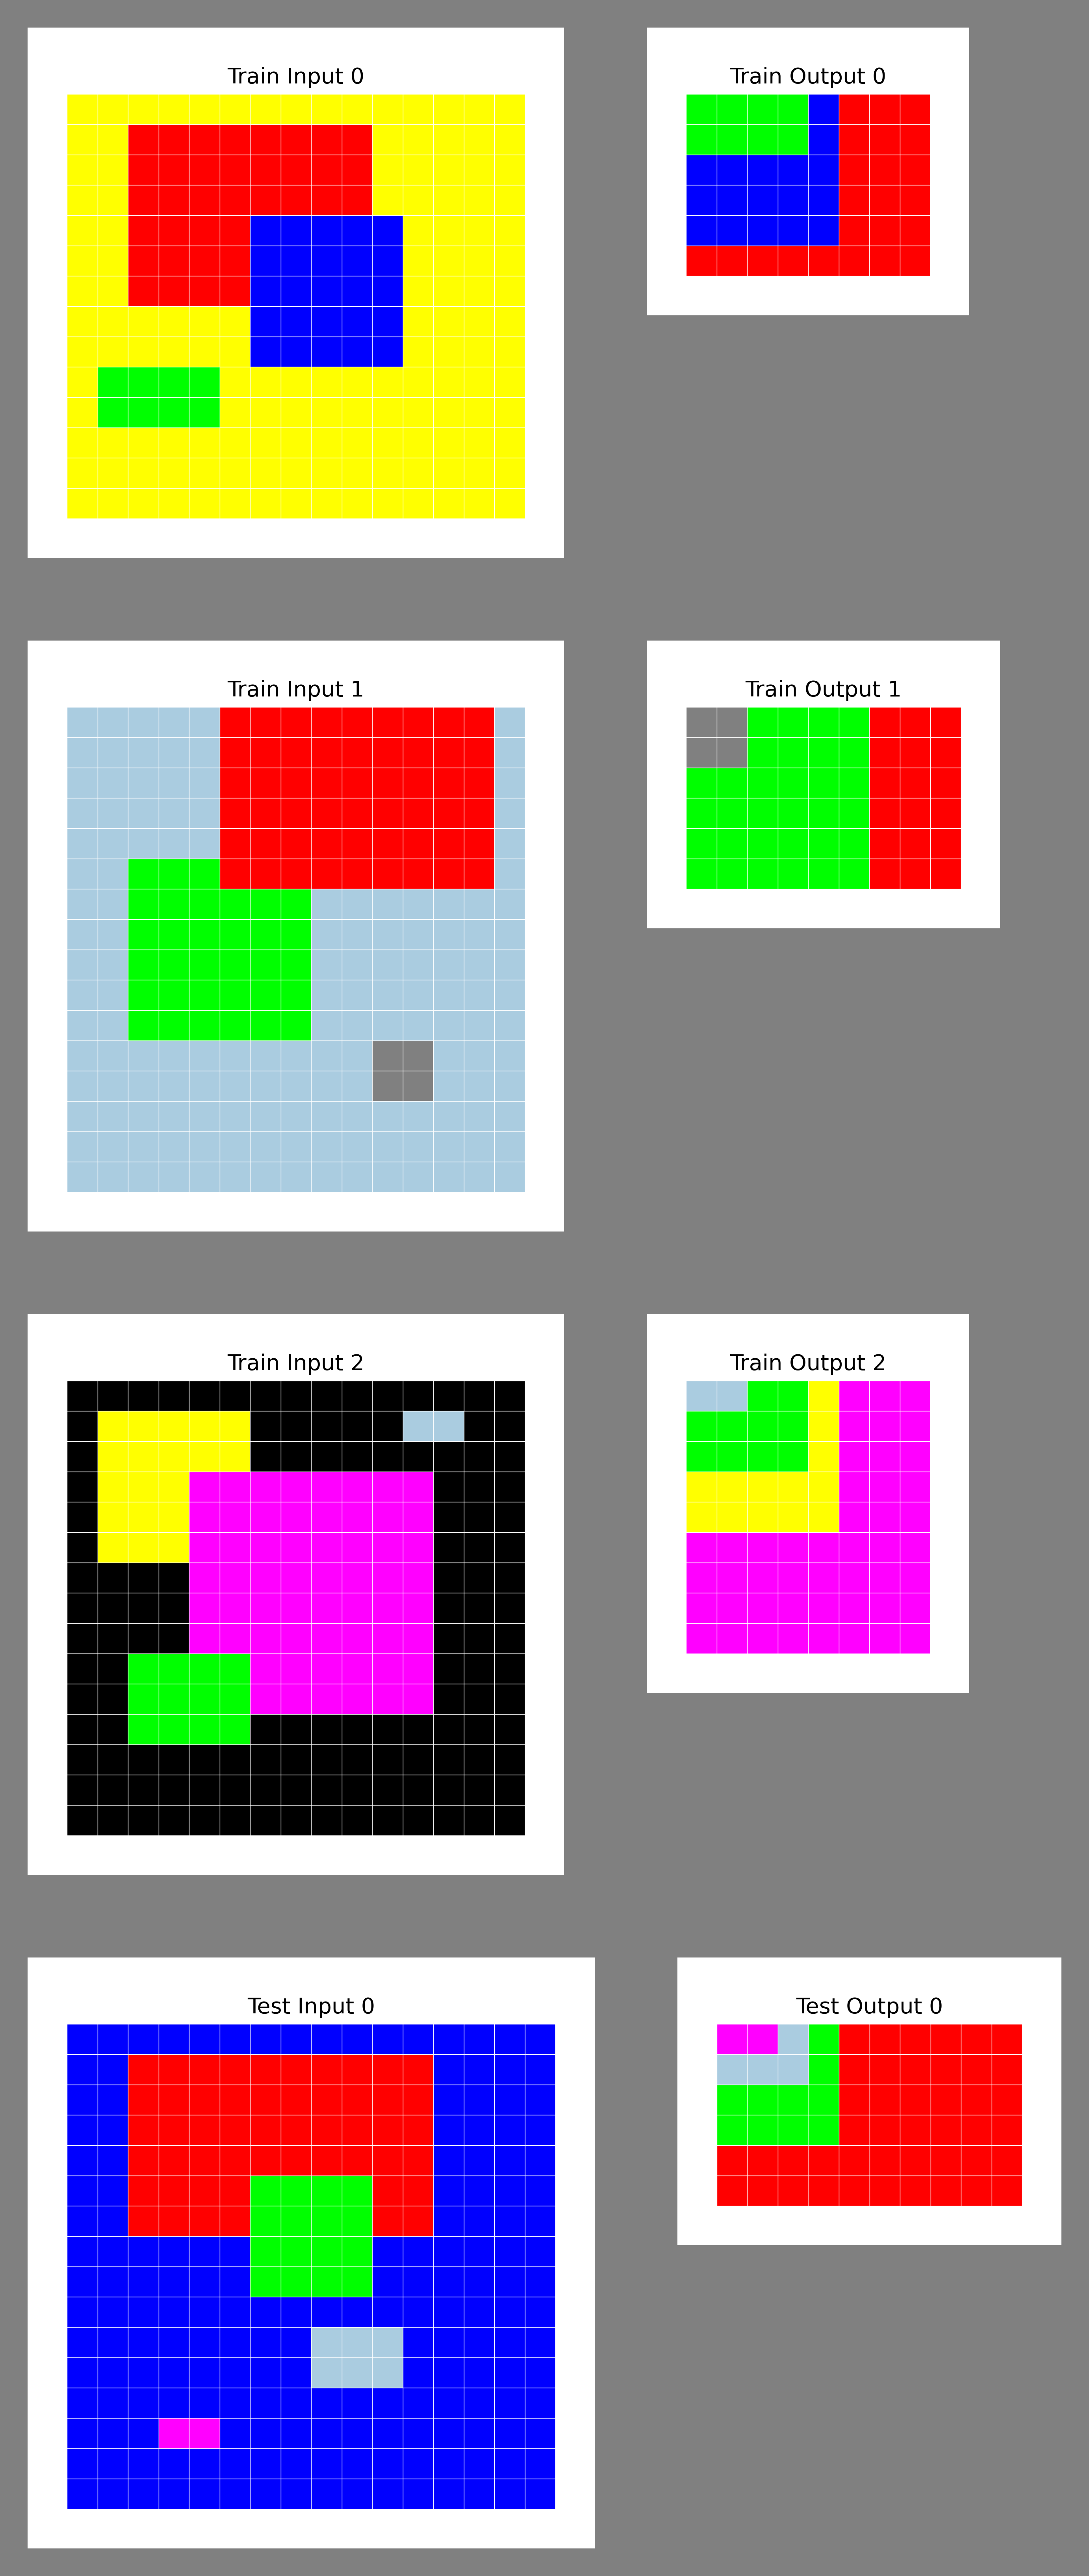 Train Input 0
Train Output 0
Train Input 1
Train Output 1
Train Input 2
Train Output 2
Test Input 0
Test Output 0